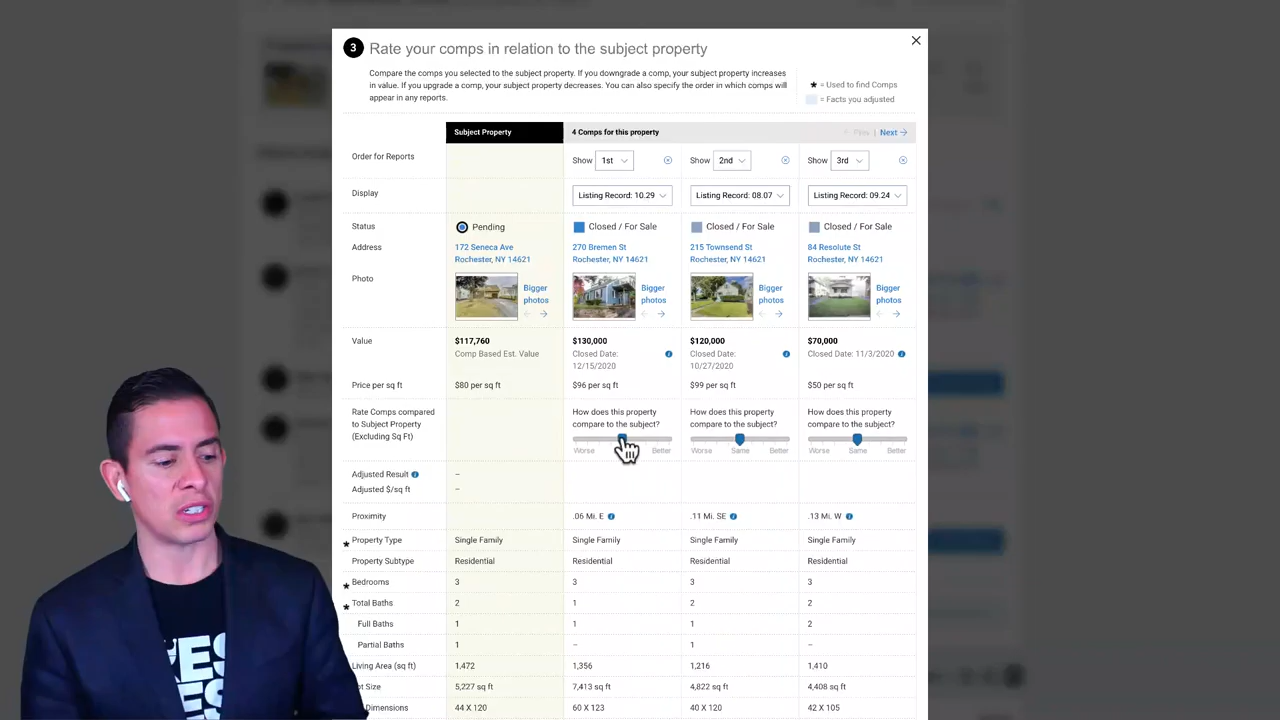 3 Rate your comps in relation to the subject property
Compare the comps you selected to the subject property. If you downgrade a comp, your subject property increases
in value. If you upgrade a comp, your subject property decreases. You can also specify the order in which comps will
appear in any reports.
★ = Used to find Comps
= Facts you adjusted
Subject Property 4 Comps for this property ← Prev | Next →
Order for Reports Show 1st Show 2nd Show 3rd
Display Listing Record: 10.29 Listing Record: 08.07 Listing Record: 09.24
Status Pending Closed / For Sale Closed / For Sale Closed / For Sale
Address 172 Seneca Ave 270 Bremen St 215 Townsend St 84 Resolute St
Rochester, NY 14621 Rochester, NY 14621 Rochester, NY 14621 Rochester, NY 14621
Photo Bigger Bigger Bigger Bigger
photos photos photos photos
Value $117,760 $130,000 $120,000 $70,000
Comp Based Est. Value Closed Date: Closed Date: Closed Date: 11/3/2020
12/15/2020 10/27/2020
Price per sq ft $80 per sq ft $96 per sq ft $99 per sq ft $50 per sq ft
Rate Comps compared How does this property How does this property How does this property
to Subject Property compare to the subject? compare to the subject? compare to the subject?
(Excluding Sq Ft)
Worse Better Worse Same Better Worse Same Better
Adjusted Result –
Adjusted $/sq ft –
Proximity .06 Mi. E .11 Mi. SE .13 Mi. W
★ Property Type Single Family Single Family Single Family Single Family
Property Subtype Residential Residential Residential Residential
★ Bedrooms 3 3 3 3
★ Total Baths 2 1 2 2
Full Baths 1 1 1 2
Partial Baths 1 – 1 –
Living Area (sq ft) 1,472 1,356 1,216 1,410
Size 5,227 sq ft 7,413 sq ft 4,822 sq ft 4,408 sq ft
Dimensions 44 X 120 60 X 123 40 X 120 42 X 105